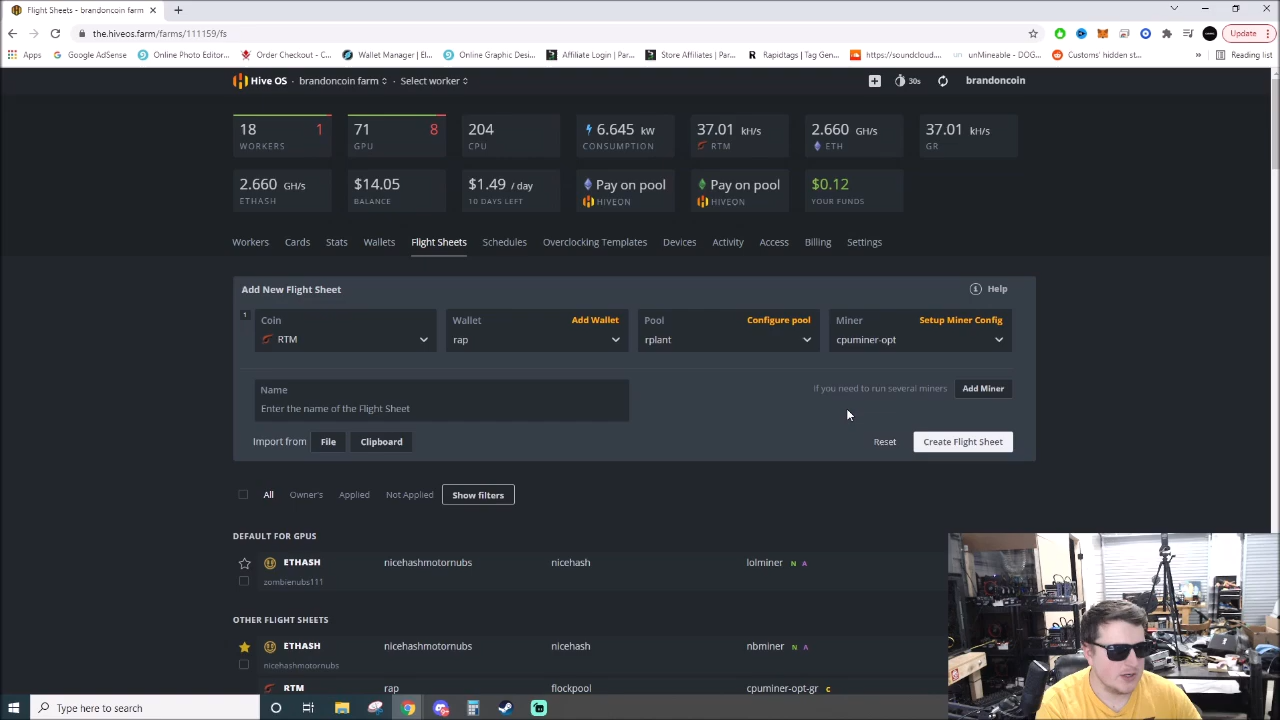 Flight Sheets - brandoncoin farm
the.hiveos.farm/farms/111159/fs
Update
Apps
Google AdSense
Online Photo Editor...
Order Checkout - C...
Wallet Manager | El...
Online Graphic Desi...
Affiliate Login | Par...
Store Affiliates | Par...
Rapidtags | Tag Gen...
https://soundcloud...
unMineable - DOG...
Customs' hidden st...
Reading list
Hive OS
brandoncoin farm
Select worker
30s
brandoncoin
18 1
WORKERS
71 8
GPU
204
CPU
6.645 kW
CONSUMPTION
37.01 kH/s
RTM
2.660 GH/s
ETH
37.01 kH/s
GR
2.660 GH/s
ETHASH
$14.05
BALANCE
$1.49 / day
10 DAYS LEFT
Pay on pool
HIVEON
Pay on pool
HIVEON
$0.12
YOUR FUNDS
Workers
Cards
Stats
Wallets
Flight Sheets
Schedules
Overclocking Templates
Devices
Activity
Access
Billing
Settings
Add New Flight Sheet
Help
1
Coin
RTM
Wallet
Add Wallet
rap
Pool
Configure pool
rplant
Miner
Setup Miner Config
cpuminer-opt
Name
Enter the name of the Flight Sheet
If you need to run several miners
Add Miner
Import from
File
Clipboard
Reset
Create Flight Sheet
All
Owner's
Applied
Not Applied
Show filters
DEFAULT FOR GPUS
ETHASH
nicehashmotornubs
nicehash
lolminer N A
zombienubs111
OTHER FLIGHT SHEETS
ETHASH
nicehashmotornubs
nicehash
nbminer N A
nicehashmotornubs
RTM
rap
flockpool
cpuminer-opt-gr C
Type here to search